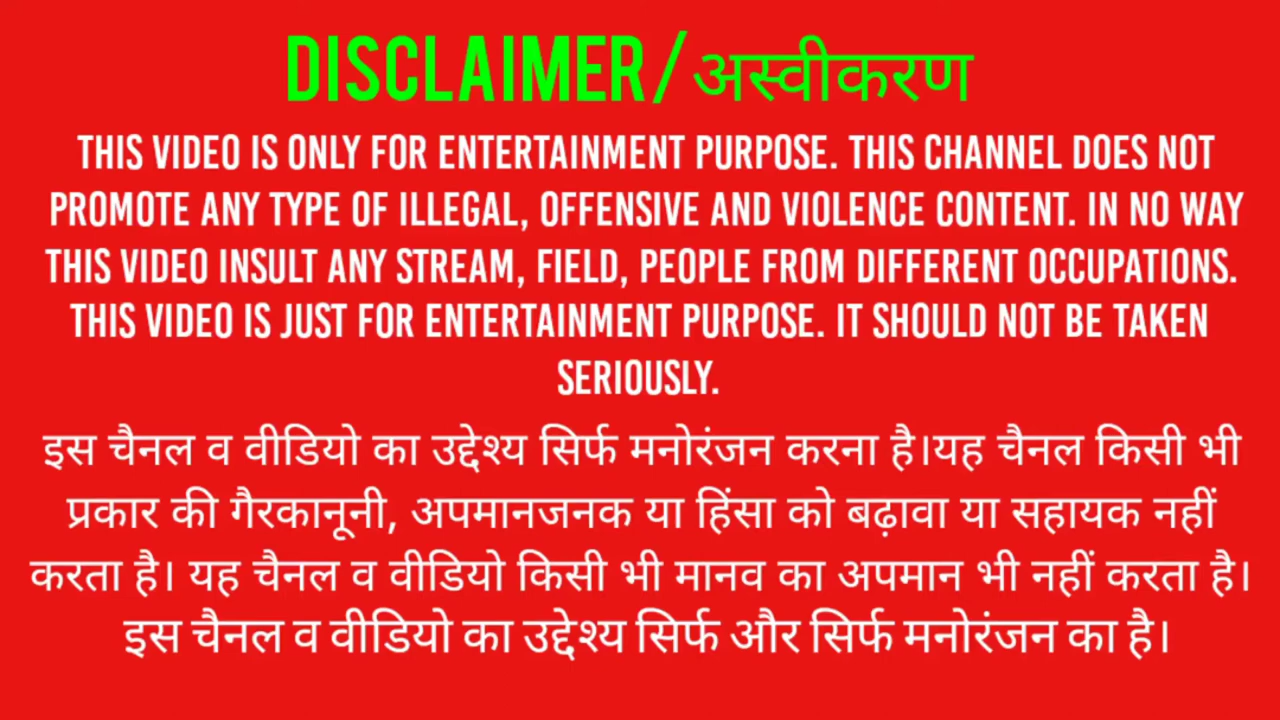 DISCLAIMER/अस्वीकरण
THIS VIDEO IS ONLY FOR ENTERTAINMENT PURPOSE. THIS CHANNEL DOES NOT
PROMOTE ANY TYPE OF ILLEGAL, OFFENSIVE AND VIOLENCE CONTENT. IN NO WAY
THIS VIDEO INSULT ANY STREAM, FIELD, PEOPLE FROM DIFFERENT OCCUPATIONS.
THIS VIDEO IS JUST FOR ENTERTAINMENT PURPOSE. IT SHOULD NOT BE TAKEN
SERIOUSLY.
इस चैनल व वीडियो का उद्देश्य सिर्फ मनोरंजन करना है।यह चैनल किसी भी
प्रकार की गैरकानूनी, अपमानजनक या हिंसा को बढ़ावा या सहायक नहीं
करता है। यह चैनल व वीडियो किसी भी मानव का अपमान भी नहीं करता है।
इस चैनल व वीडियो का उद्देश्य सिर्फ और सिर्फ मनोरंजन का है।